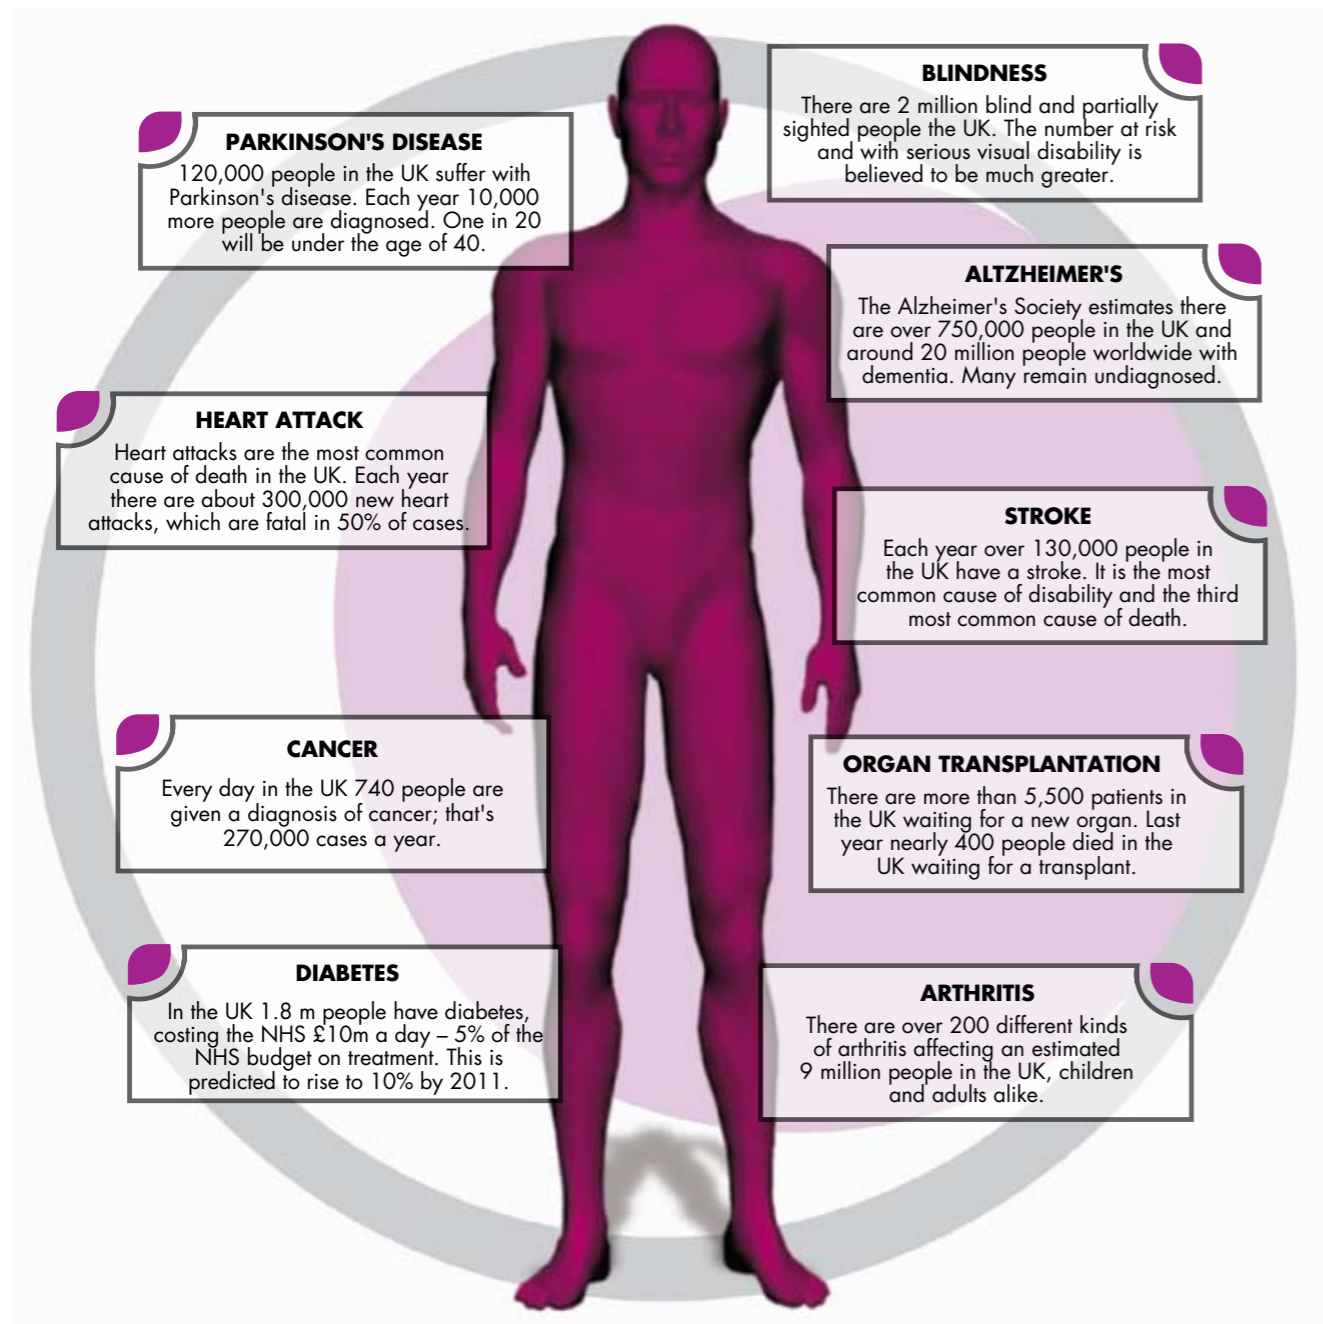 PARKINSON'S DISEASE
120,000 people in the UK suffer with
Parkinson's disease. Each year 10,000
more people are diagnosed. One in 20
will be under the age of 40.
HEART ATTACK
Heart attacks are the most common
cause of death in the UK. Each year
there are about 300,000 new heart
attacks, which are fatal in 50% of cases.
CANCER
Every day in the UK 740 people are
given a diagnosis of cancer; that's
270,000 cases a year.
DIABETES
In the UK 1.8 m people have diabetes,
costing the NHS £10m a day – 5% of the
NHS budget on treatment. This is
predicted to rise to 10% by 2011.
BLINDNESS
There are 2 million blind and partially
sighted people the UK. The number at risk
and with serious visual disability is
believed to be much greater.
ALTZHEIMER'S
The Alzheimer's Society estimates there
are over 750,000 people in the UK and
around 20 million people worldwide with
dementia. Many remain undiagnosed.
STROKE
Each year over 130,000 people in
the UK have a stroke. It is the most
common cause of disability and the third
most common cause of death.
ORGAN TRANSPLANTATION
There are more than 5,500 patients in
the UK waiting for a new organ. Last
year nearly 400 people died in the
UK waiting for a transplant.
ARTHRITIS
There are over 200 different kinds
of arthritis affecting an estimated
9 million people in the UK, children
and adults alike.